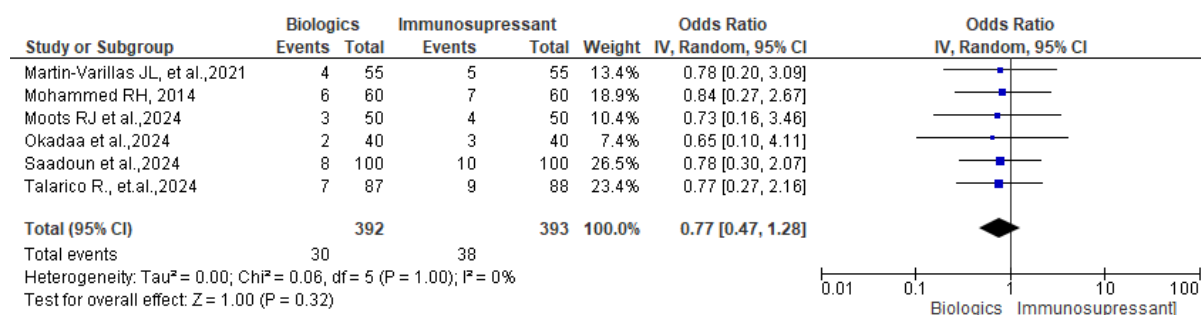 Biologics Immunosupressant Odds Ratio Odds Ratio
Study or Subgroup Events Total Events Total Weight IV, Random, 95% CI IV, Random, 95% CI
Martin-Varillas JL, et al.,2021 4 55 5 55 13.4% 0.78 [0.20, 3.09]
Mohammed RH, 2014 6 60 7 60 18.9% 0.84 [0.27, 2.67]
Moots RJ et al.,2024 3 50 4 50 10.4% 0.73 [0.16, 3.46]
Okadaa et al.,2024 2 40 3 40 7.4% 0.65 [0.10, 4.11]
Saadoun et al.,2024 8 100 10 100 26.5% 0.78 [0.30, 2.07]
Talarico R., et.al.,2024 7 87 9 88 23.4% 0.77 [0.27, 2.16]
Total (95% CI) 392 393 100.0% 0.77 [0.47, 1.28]
Total events 30 38
Heterogeneity: Tau² = 0.00; Chi² = 0.06, df = 5 (P = 1.00); I² = 0%
Test for overall effect: Z = 1.00 (P = 0.32)
0.01 0.1 1 10 100
Biologics Immunosupressant]